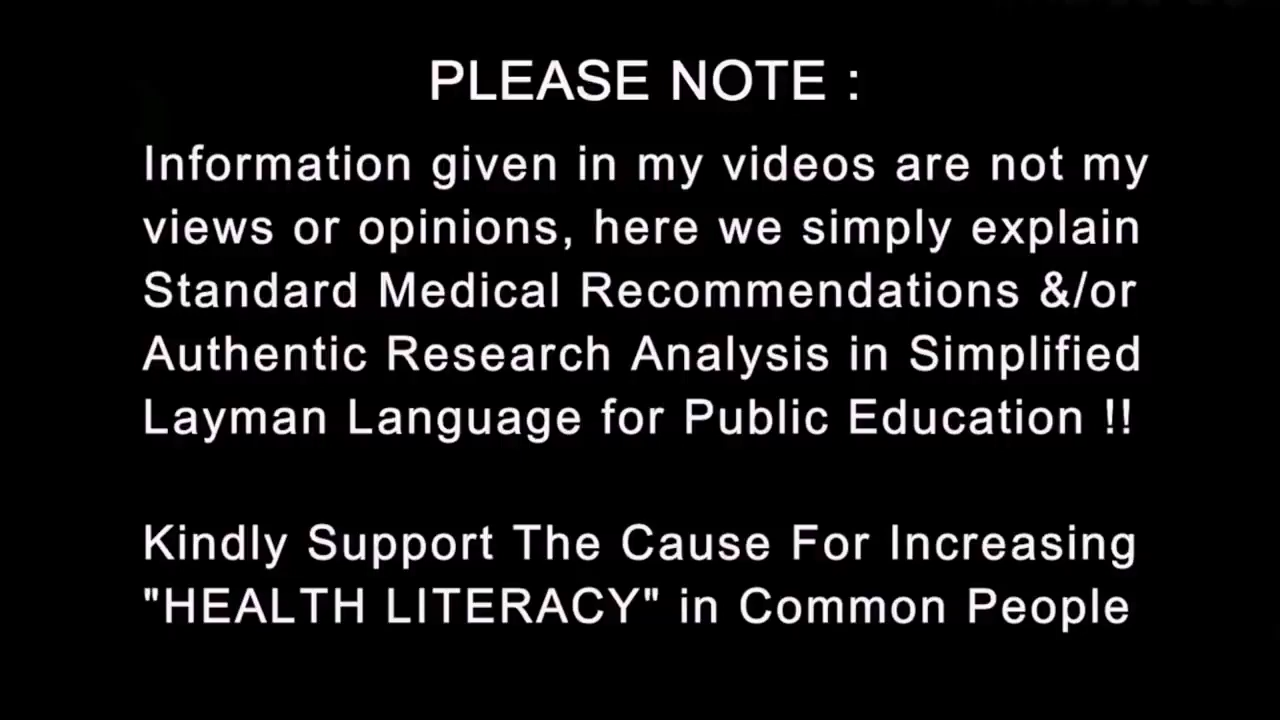 PLEASE NOTE :
Information given in my videos are not my
views or opinions, here we simply explain
Standard Medical Recommendations &/or
Authentic Research Analysis in Simplified
Layman Language for Public Education !!
Kindly Support The Cause For Increasing
"HEALTH LITERACY" in Common People